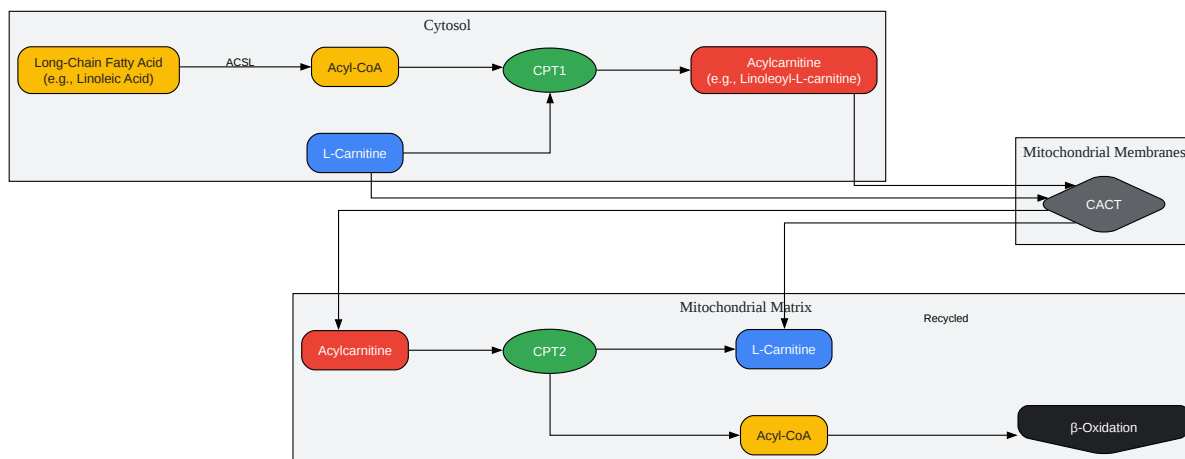 Cytosol
Long-Chain Fatty Acid
(e.g., Linoleic Acid)
ACSL
Acyl-CoA
CPT1
Acylcarnitine
(e.g., Linoleoyl-L-carnitine)
L-Carnitine
Mitochondrial Membranes
CACT
Mitochondrial Matrix
Recycled
Acylcarnitine
CPT2
L-Carnitine
Acyl-CoA
β-Oxidation